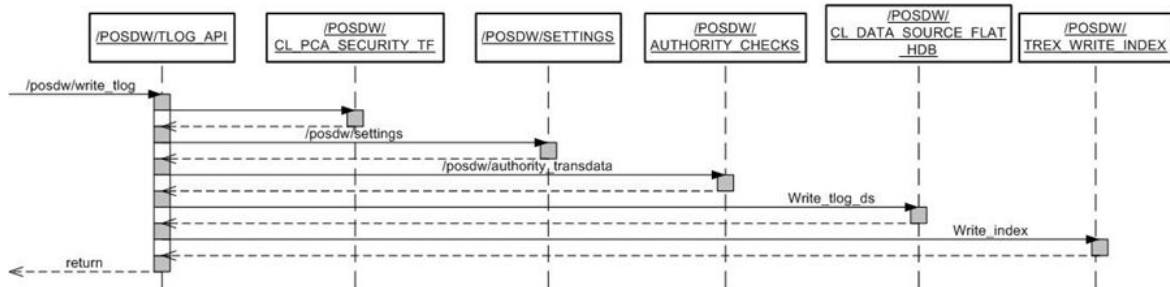 /POSDW/TLOG_API
/POSDW/
CL_PCA_SECURITY_TF
/POSDW/SETTINGS
/POSDW/
AUTHORITY_CHECKS
/POSDW/
CL_DATA_SOURCE_FLAT
_HDB
/POSDW/
TREX_WRITE_INDEX
/posdw/write_tlog
/posdw/settings
/posdw/authority_transdata
Write_tlog_ds
Write_index
return